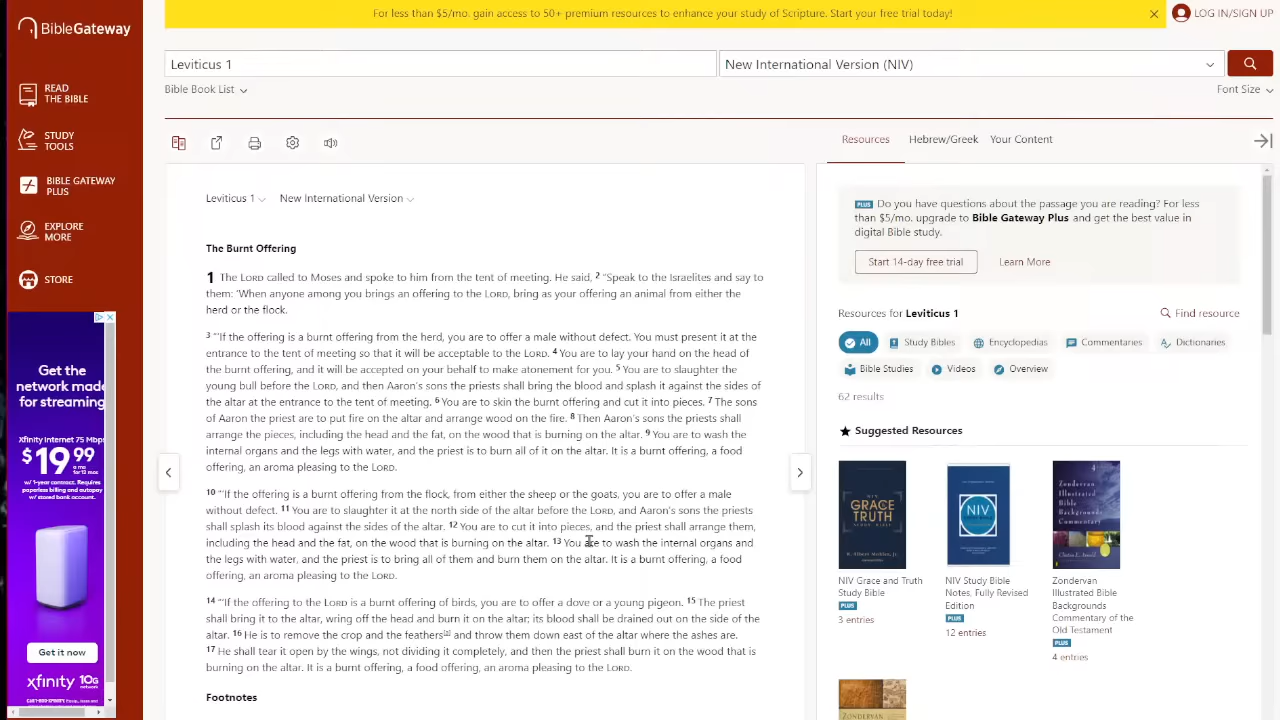 BibleGateway
READ
THE BIBLE
STUDY
TOOLS
BIBLE GATEWAY
PLUS
EXPLORE
MORE
STORE
Get the
network made
for streaming
Xfinity Internet 75 Mbps
$19.99
a mo
for 12 mos
w/ 1-year contract. Requires
paperless billing and autopay
w/ stored bank account.
Get it now
xfinity 10G
network
For less than $5/mo. gain access to 50+ premium resources to enhance your study of Scripture. Start your free trial today!
LOG IN/SIGN UP
Leviticus 1
New International Version (NIV)
Bible Book List
Font Size
Leviticus 1 New International Version
The Burnt Offering
1 The LORD called to Moses and spoke to him from the tent of meeting. He said, 2 “Speak to the Israelites and say to
them: ‘When anyone among you brings an offering to the LORD, bring as your offering an animal from either the
herd or the flock.
3 “‘If the offering is a burnt offering from the herd, you are to offer a male without defect. You must present it at the
entrance to the tent of meeting so that it will be acceptable to the LORD. 4 You are to lay your hand on the head of
the burnt offering, and it will be accepted on your behalf to make atonement for you. 5 You are to slaughter the
young bull before the LORD, and then Aaron’s sons the priests shall bring the blood and splash it against the sides of
the altar at the entrance to the tent of meeting. 6 You are to skin the burnt offering and cut it into pieces. 7 The sons
of Aaron the priest are to put fire on the altar and arrange wood on the fire. 8 Then Aaron’s sons the priests shall
arrange the pieces, including the head and the fat, on the wood that is burning on the altar. 9 You are to wash the
internal organs and the legs with water, and the priest is to burn all of it on the altar. It is a burnt offering, a food
offering, an aroma pleasing to the LORD.
10 “‘If the offering is a burnt offering from the flock, from either the sheep or the goats, you are to offer a male
without defect. 11 You are to slaughter it at the north side of the altar before the LORD, and Aaron’s sons the priests
shall splash its blood against the sides of the altar. 12 You are to cut it into pieces, and the priest shall arrange them,
including the head and the fat, on the wood that is burning on the altar. 13 You are to wash the internal organs and
the legs with water, and the priest is to bring all of them and burn them on the altar. It is a burnt offering, a food
offering, an aroma pleasing to the LORD.
14 “‘If the offering to the LORD is a burnt offering of birds, you are to offer a dove or a young pigeon. 15 The priest
shall bring it to the altar, wring off the head and burn it on the altar; its blood shall be drained out on the side of the
altar. 16 He is to remove the crop and the feathers[a] and throw them down east of the altar where the ashes are.
17 He shall tear it open by the wings, not dividing it completely, and then the priest shall burn it on the wood that is
burning on the altar. It is a burnt offering, a food offering, an aroma pleasing to the LORD.
Footnotes
Resources Hebrew/Greek Your Content
PLUS Do you have questions about the passage you are reading? For less
than $5/mo. upgrade to Bible Gateway Plus and get the best value in
digital Bible study.
Start 14-day free trial Learn More
Resources for Leviticus 1 Find resource
All Study Bibles Encyclopedias Commentaries Dictionaries
Bible Studies Videos Overview
62 results
Suggested Resources
NIV
GRACE
TRUTH
STUDY BIBLE
NIV Grace and Truth
Study Bible
PLUS
3 entries
NIV
NIV Study Bible
Notes, Fully Revised
Edition
PLUS
12 entries
4
Zondervan
Illustrated Bible
Backgrounds
Commentary
Zondervan
Illustrated Bible
Backgrounds
Commentary of the
Old Testament
PLUS
4 entries
ZONDERVAN